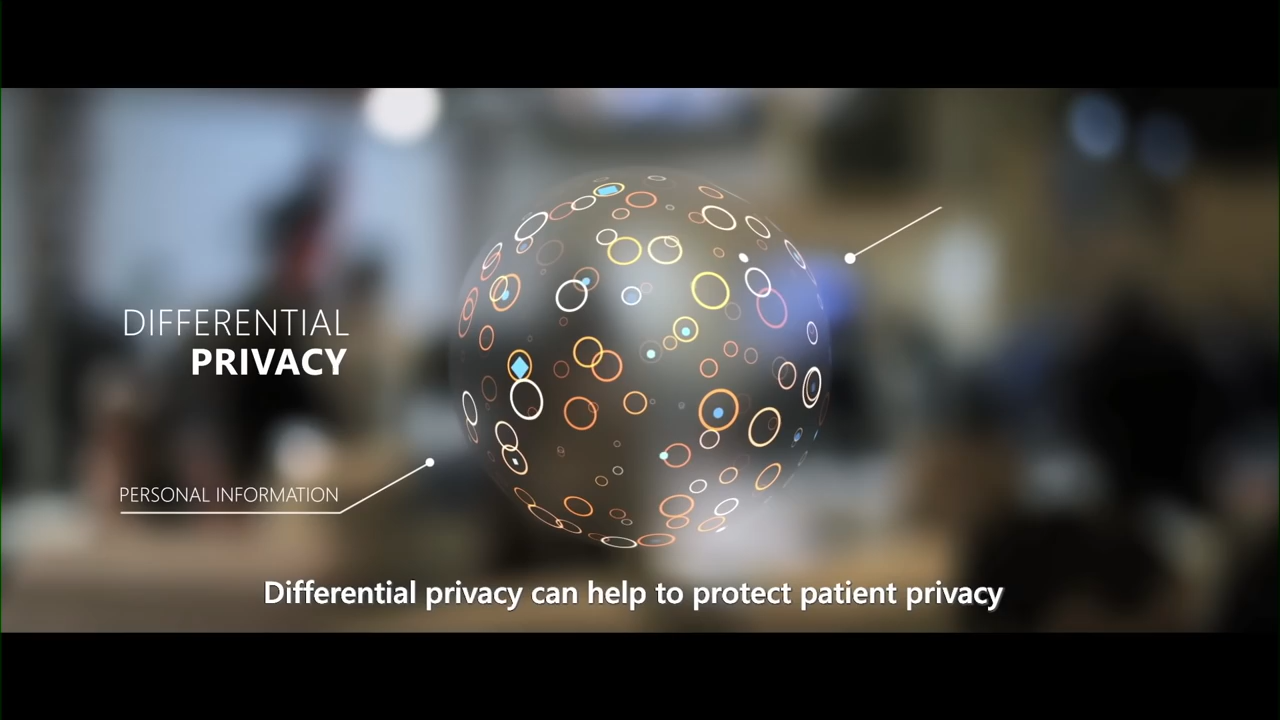 DIFFERENTIAL
PRIVACY
PERSONAL INFORMATION
Differential privacy can help to protect patient privacy